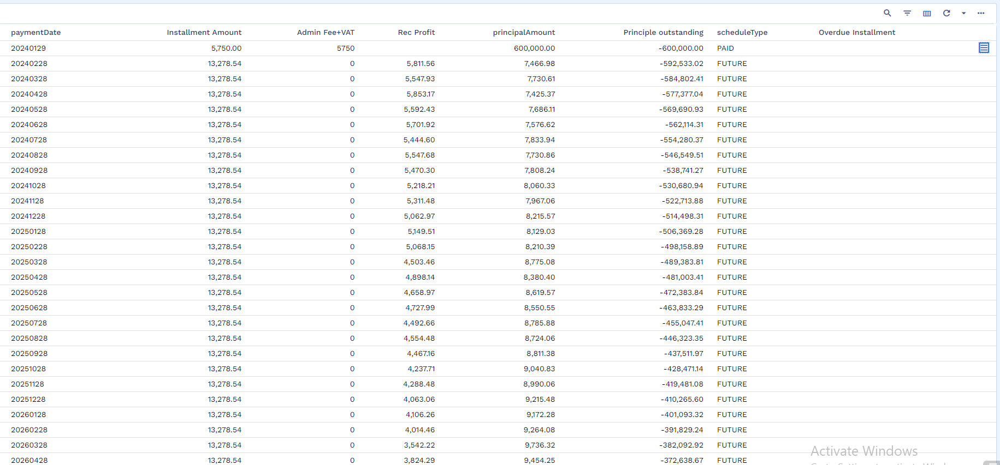 paymentDate Installment Amount Admin Fee+VAT Rec Profit principalAmount Principle outstanding scheduleType Overdue Installment
20240129 5,750.00 5750 600,000.00 -600,000.00 PAID
20240228 13,278.54 0 5,811.56 7,466.98 -592,533.02 FUTURE
20240328 13,278.54 0 5,547.93 7,730.61 -584,802.41 FUTURE
20240428 13,278.54 0 5,853.17 7,425.37 -577,377.04 FUTURE
20240528 13,278.54 0 5,592.43 7,686.11 -569,690.93 FUTURE
20240628 13,278.54 0 5,701.92 7,576.62 -562,114.31 FUTURE
20240728 13,278.54 0 5,444.60 7,833.94 -554,280.37 FUTURE
20240828 13,278.54 0 5,547.68 7,730.86 -546,549.51 FUTURE
20240928 13,278.54 0 5,470.30 7,808.24 -538,741.27 FUTURE
20241028 13,278.54 0 5,218.21 8,060.33 -530,680.94 FUTURE
20241128 13,278.54 0 5,311.48 7,967.06 -522,713.88 FUTURE
20241228 13,278.54 0 5,062.97 8,215.57 -514,498.31 FUTURE
20250128 13,278.54 0 5,149.51 8,129.03 -506,369.28 FUTURE
20250228 13,278.54 0 5,068.15 8,210.39 -498,158.89 FUTURE
20250328 13,278.54 0 4,503.46 8,775.08 -489,383.81 FUTURE
20250428 13,278.54 0 4,898.14 8,380.40 -481,003.41 FUTURE
20250528 13,278.54 0 4,658.97 8,619.57 -472,383.84 FUTURE
20250628 13,278.54 0 4,727.99 8,550.55 -463,833.29 FUTURE
20250728 13,278.54 0 4,492.66 8,785.88 -455,047.41 FUTURE
20250828 13,278.54 0 4,554.48 8,724.06 -446,323.35 FUTURE
20250928 13,278.54 0 4,467.16 8,811.38 -437,511.97 FUTURE
20251028 13,278.54 0 4,237.71 9,040.83 -428,471.14 FUTURE
20251128 13,278.54 0 4,288.48 8,990.06 -419,481.08 FUTURE
20251228 13,278.54 0 4,063.06 9,215.48 -410,265.60 FUTURE
20260128 13,278.54 0 4,106.26 9,172.28 -401,093.32 FUTURE
20260228 13,278.54 0 4,014.46 9,264.08 -391,829.24 FUTURE
20260328 13,278.54 0 3,542.22 9,736.32 -382,092.92 FUTURE
Activate Windows
20260428 13,278.54 0 3,824.29 9,454.25 -372,638.67 FUTURE